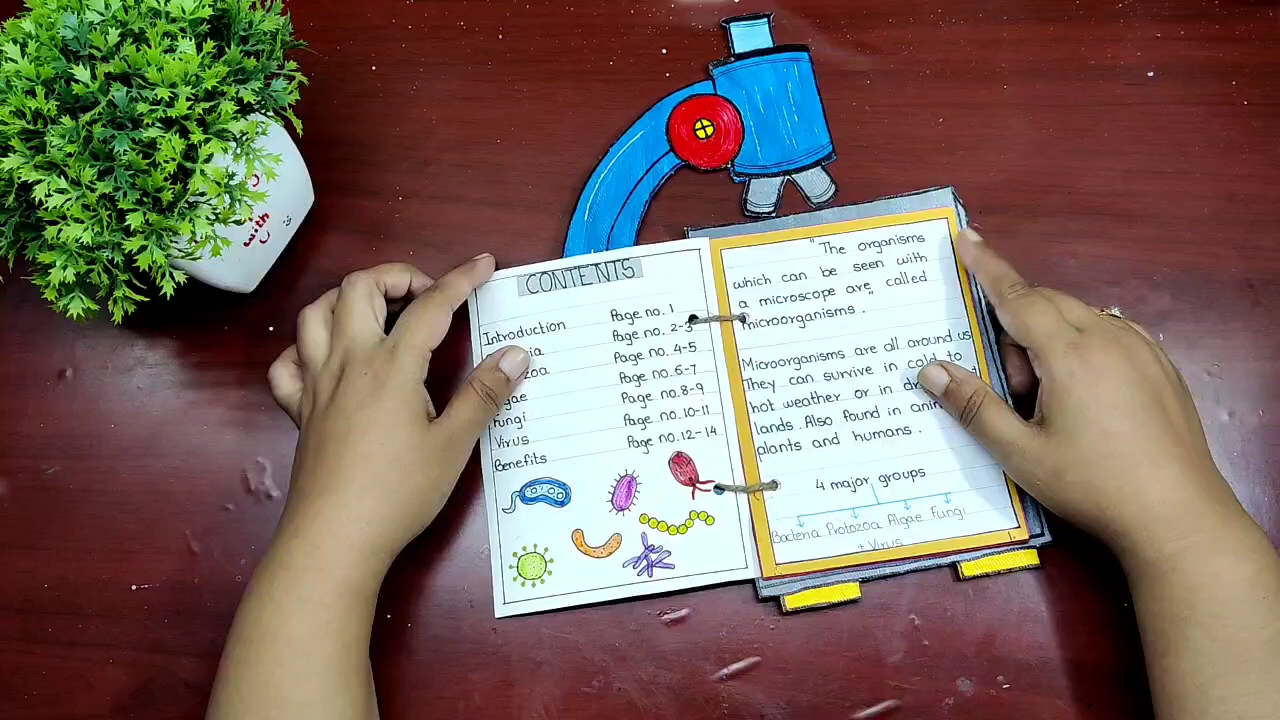 with
CONTENTS
Introduction Page no. 1
Page no. 2-3
Page no. 4-5
Page no. 6-7
Fungi Page no. 8-9
Virus Page no. 10-11
Benefits Page no. 12-14
"The organisms
which can be seen with
a microscope are called
microorganisms."
Microorganisms are all around us
They can survive in cold to
hot weather or in
lands. Also found in
plants and humans.
4 major groups
Bacteria Protozoa Algae Fungi
+ Virus
1.